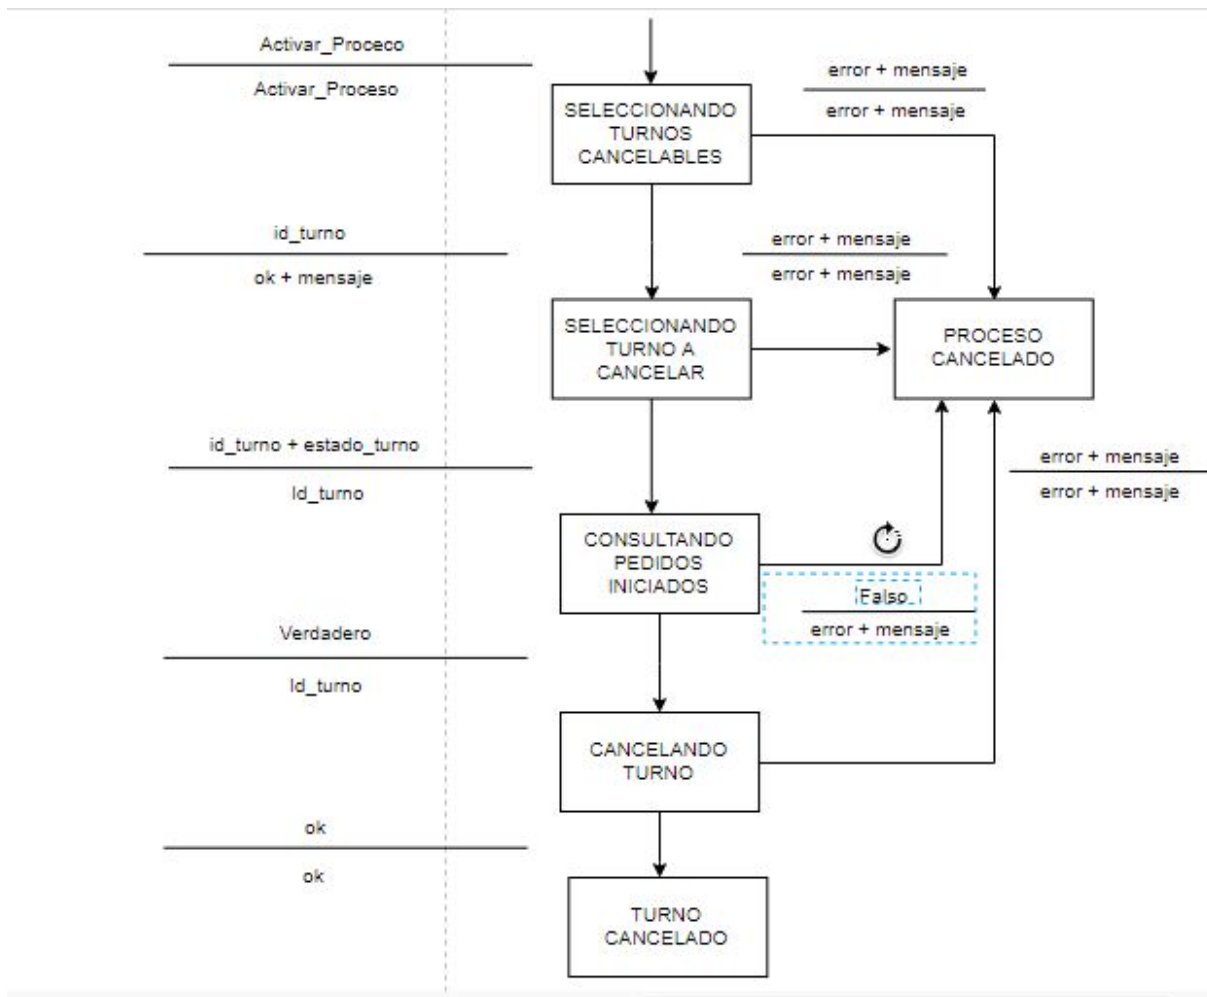 Activar_Proceco
Activar_Proceso
error + mensaje
error + mensaje
SELECCIONANDO
TURNOS
CANCELABLES
id_turno
ok + mensaje
error + mensaje
error + mensaje
SELECCIONANDO
TURNO A
CANCELAR
PROCESO
CANCELADO
id_turno + estado_turno
Id_turno
error + mensaje
error + mensaje
CONSULTANDO
PEDIDOS
INICIADOS
Falso
error + mensaje
Verdadero
Id_turno
CANCELANDO
TURNO
ok
ok
TURNO
CANCELADO